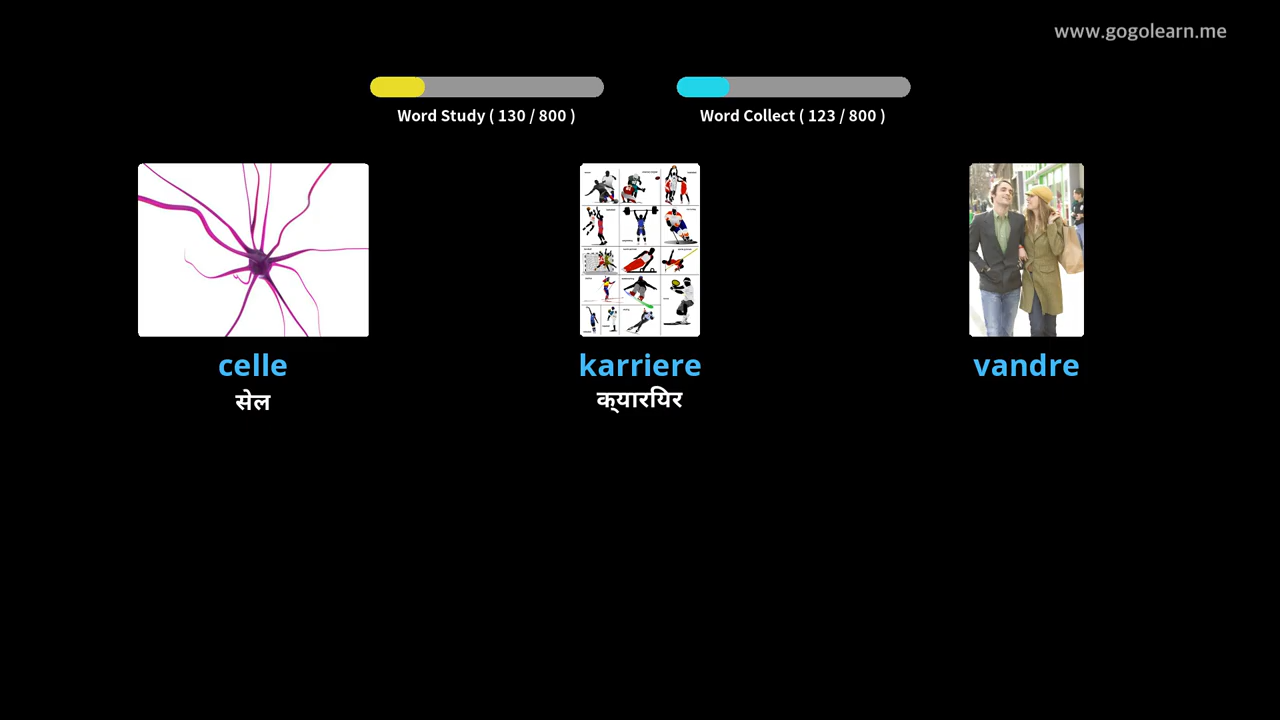 www.gogolearn.me
Word Study ( 130 / 800 )
Word Collect ( 123 / 800 )
celle
karriere
vandre
सेल
क्यारियर